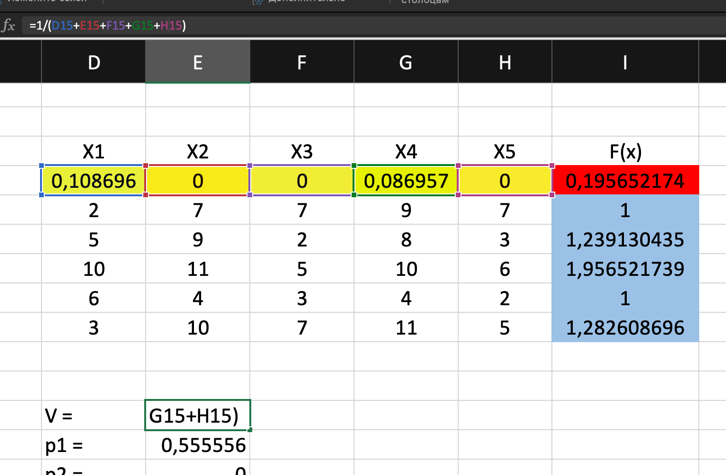 fx =1/(D15+E15+F15+G15+H15)
D E F G H I
X1 X2 X3 X4 X5 F(x)
0,108696 0 0 0,086957 0 0,195652174
2 7 7 9 7 1
5 9 2 8 3 1,239130435
10 11 5 10 6 1,956521739
6 4 3 4 2 1
3 10 7 11 5 1,282608696
V = G15+H15)
p1 = 0,555556